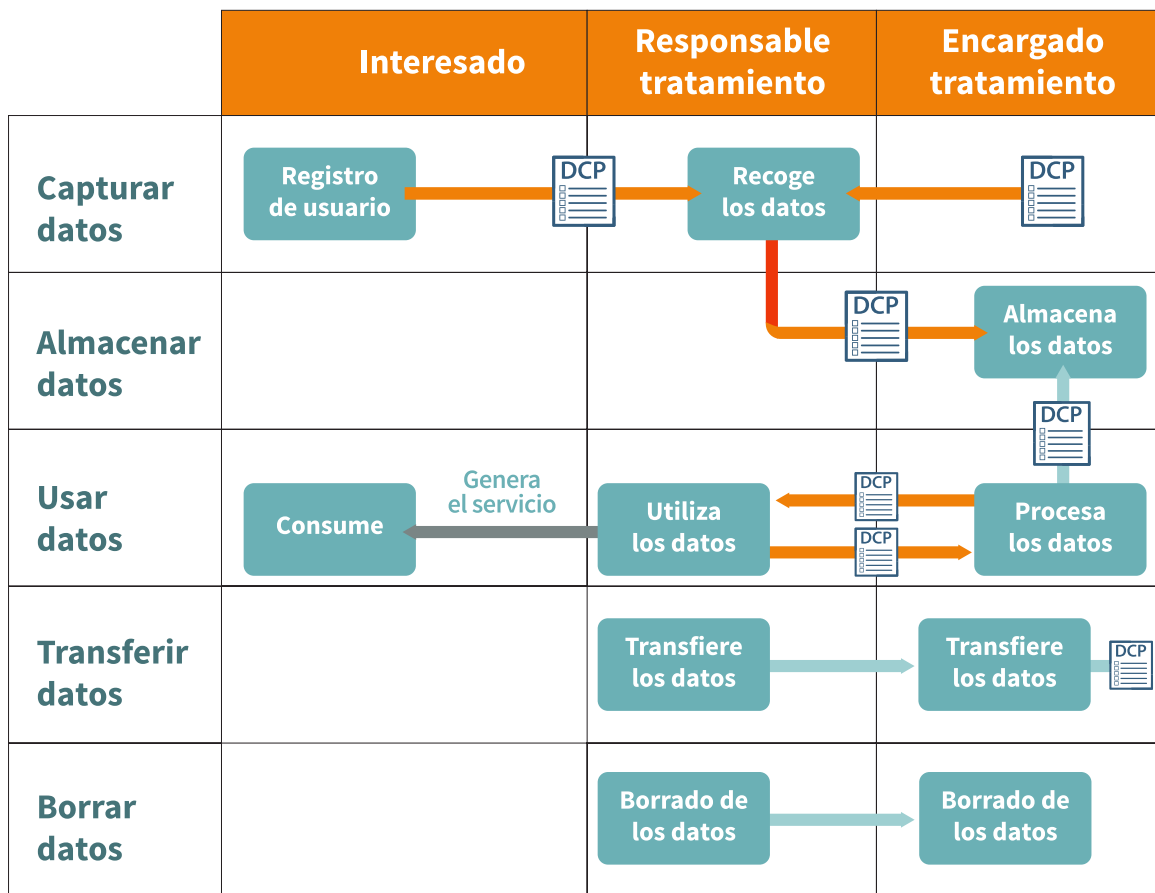 Interesado
Responsable
tratamiento
Encargado
tratamiento
Capturar
datos
Registro
de usuario
DCP
Recoge
los datos
DCP
Almacenar
datos
DCP
Almacena
los datos
DCP
Usar
datos
Consume
Genera
el servicio
Utiliza
los datos
DCP
DCP
Procesa
los datos
Transferir
datos
Transfiere
los datos
Transfiere
los datos
DCP
Borrar
datos
Borrado de
los datos
Borrado de
los datos